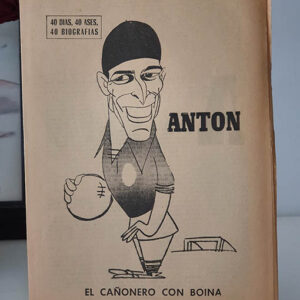 40 DIAS, 40 ASES,
40 BIOGRAFIAS
ANTON
EL CAÑONERO CON BOINA